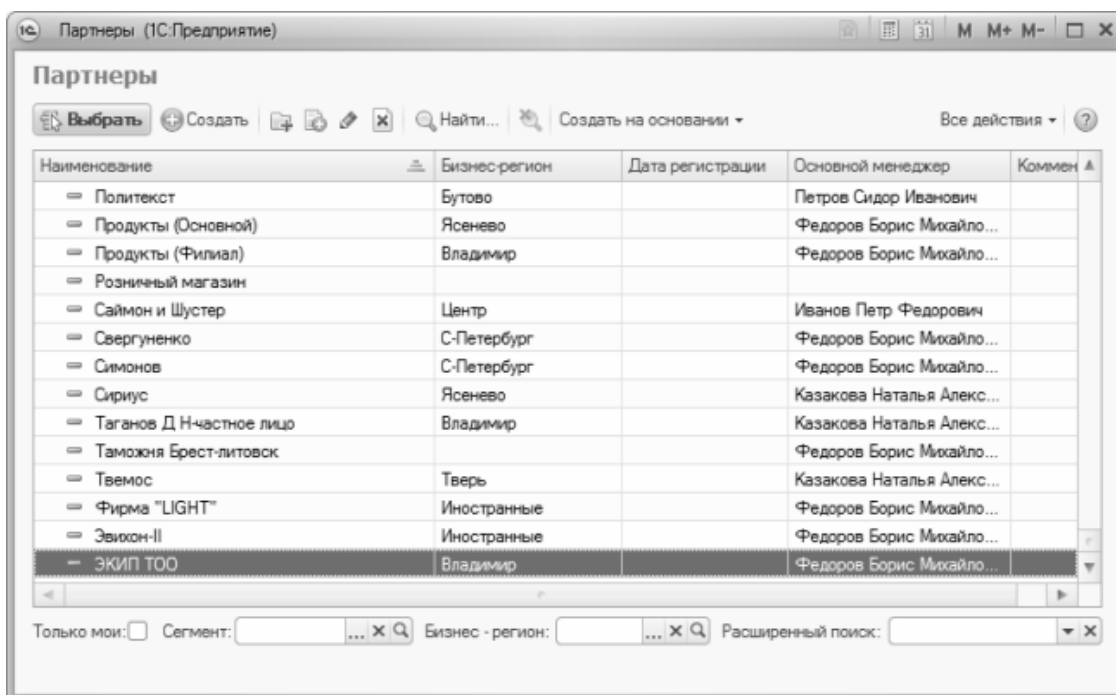 1С Партнеры (1С:Предприятие) 31 M M+ M-
Партнеры
Выбрать Создать Найти... Создать на основании Все действия ?
Наименование Бизнес-регион Дата регистрации Основной менеджер Коммен
Политекст Бутово Петров Сидор Иванович
Продукты (Основной) Ясенево Федоров Борис Михайло...
Продукты (Филиал) Владимир Федоров Борис Михайло...
Розничный магазин
Саймон и Шустер Центр Иванов Петр Федорович
Свергуненко С-Петербург Федоров Борис Михайло...
Симонов С-Петербург Федоров Борис Михайло...
Сириус Ясенево Казакова Наталья Алекс...
Таганов Д Н-частное лицо Владимир Казакова Наталья Алекс...
Таможня Брест-литовск Федоров Борис Михайло...
Твемос Тверь Казакова Наталья Алекс...
Фирма "LIGHT" Иностранные Федоров Борис Михайло...
Эвихон-II Иностранные Федоров Борис Михайло...
ЭКИП ТОО Владимир Федоров Борис Михайло...
Только мои: Сегмент: ... Бизнес - регион: ... Расширенный поиск: